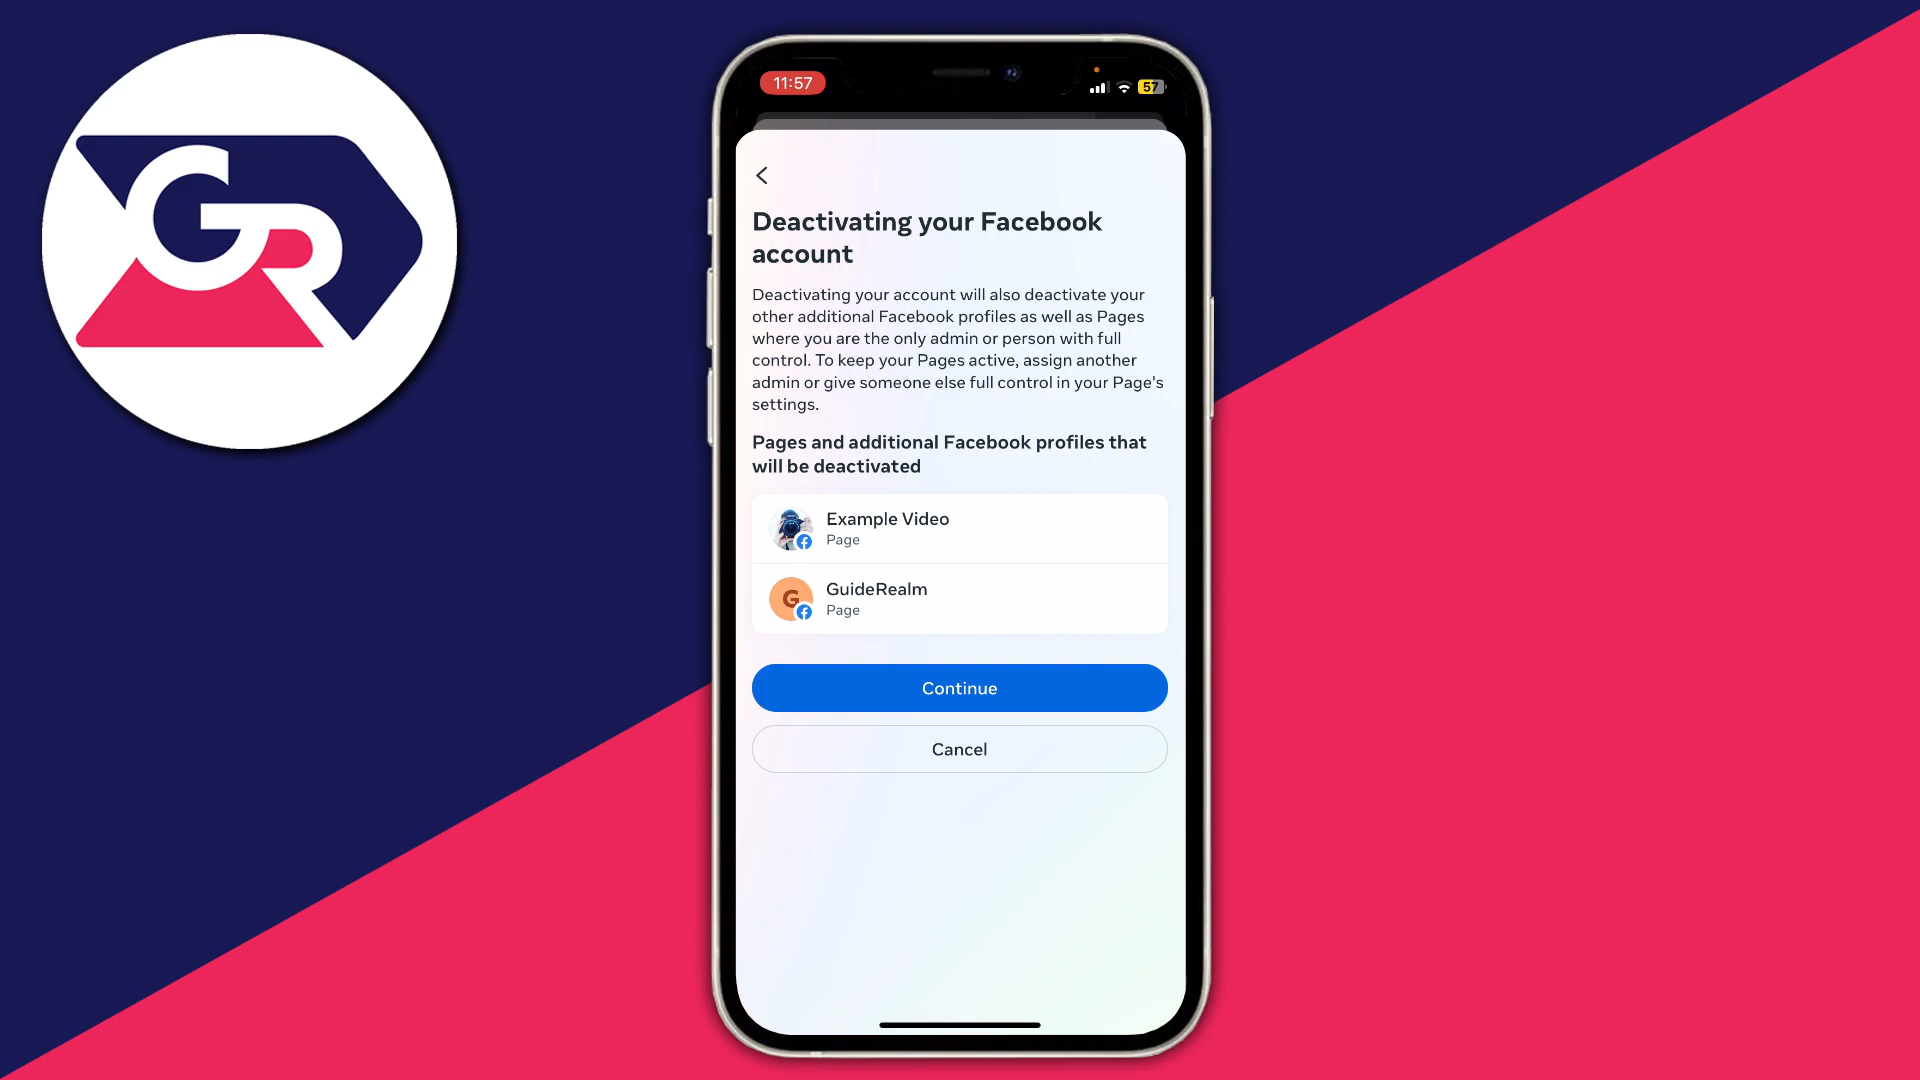 GR
11:57
57
Deactivating your Facebook
account
Deactivating your account will also deactivate your
other additional Facebook profiles as well as Pages
where you are the only admin or person with full
control. To keep your Pages active, assign another
admin or give someone else full control in your Page's
settings.
Pages and additional Facebook profiles that
will be deactivated
Example Video
Page
G
GuideRealm
Page
Continue
Cancel